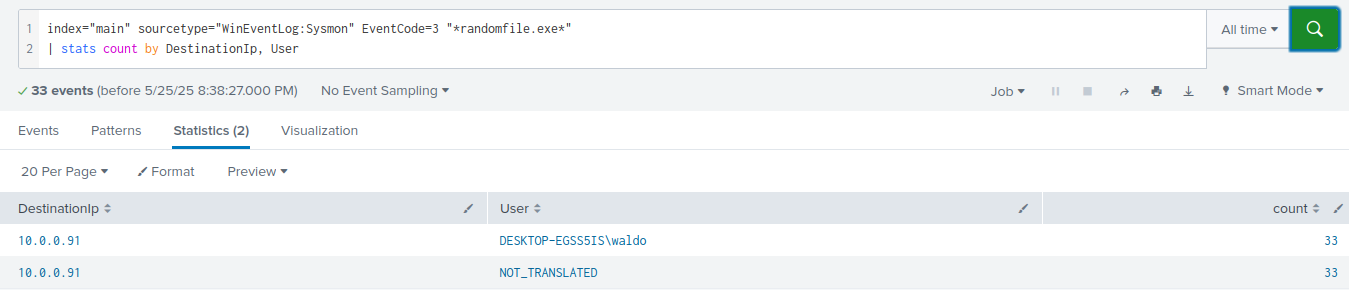 1 index="main" sourcetype="WinEventLog:Sysmon" EventCode=3 "*randomfile.exe*"
2 | stats count by DestinationIp, User
All time
33 events (before 5/25/25 8:38:27.000 PM) No Event Sampling
Job Smart Mode
Events Patterns Statistics (2) Visualization
20 Per Page Format Preview
DestinationIp User count
10.0.0.91 DESKTOP-EGSS5IS\waldo 33
10.0.0.91 NOT_TRANSLATED 33